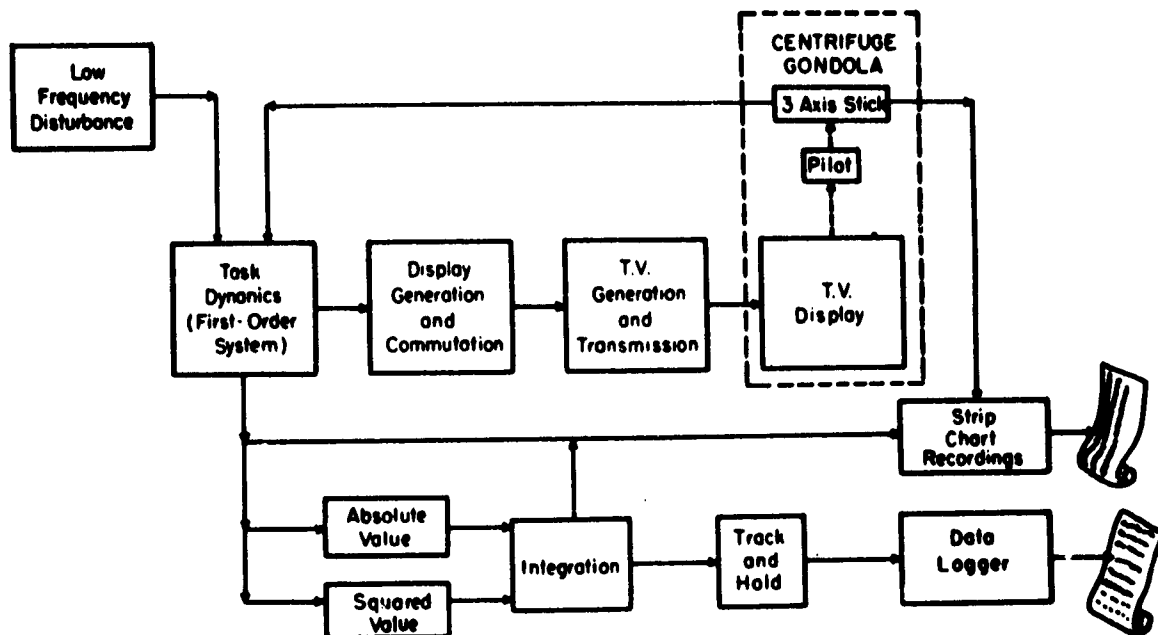 CENTRIFUGE
GONDOLA
Low
Frequency
Disturbance
3 Axis Stick
Pilot
Task
Dynamics
(First-Order
System)
Display
Generation
and
Commutation
T.V.
Generation
and
Transmission
T.V.
Display
Strip
Chart
Recordings
Absolute
Value
Integration
Track
and
Hold
Data
Logger
Squared
Value